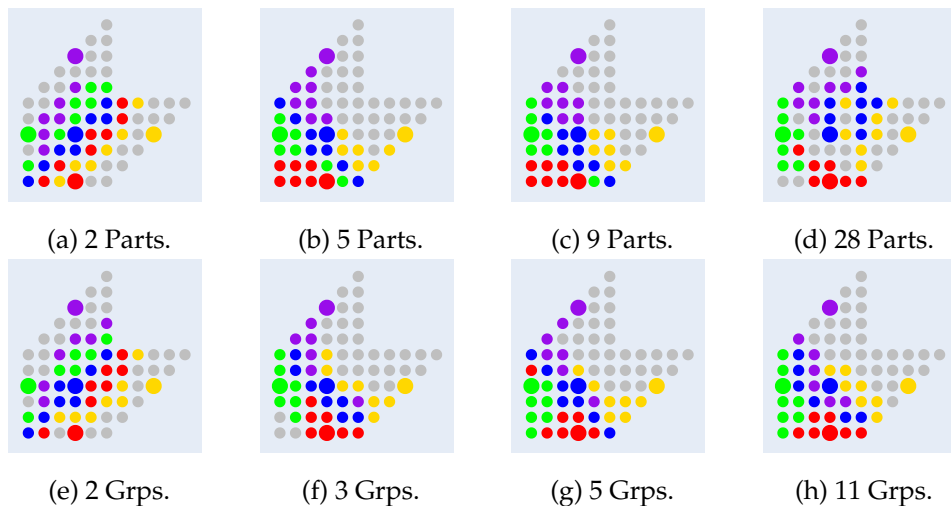 (a) 2 Parts. (b) 5 Parts. (c) 9 Parts. (d) 28 Parts.
(e) 2 Grps. (f) 3 Grps. (g) 5 Grps. (h) 11 Grps.